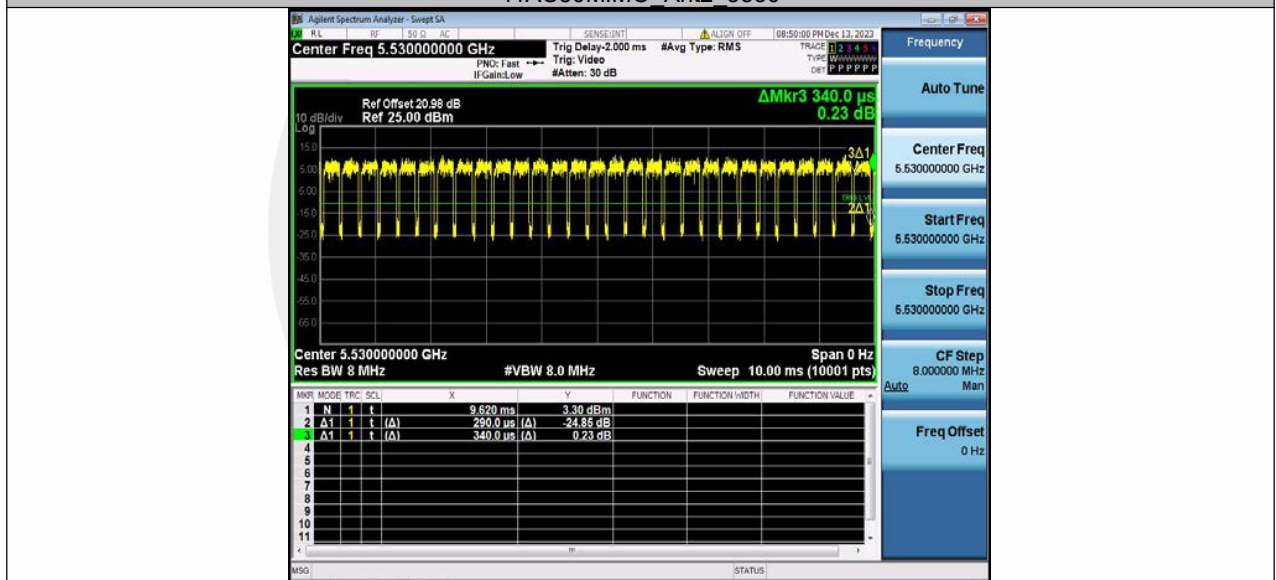 Agilent Spectrum Analyzer - Swept SA
RL RF 50 Ω AC SENSE:INT ALIGN OFF 08:50:00 PM Dec 13, 2023
Center Freq 5.530000000 GHz
PNO: Fast
IFGain:Low
Trig Delay-2.000 ms
Trig: Video
#Atten: 30 dB
#Avg Type: RMS
TRACE 1 2 3 4 5 6
TYPE
DET P P P P P P
Frequency
Auto Tune
ΔMkr3 340.0 µs
0.23 dB
Ref Offset 20.98 dB
10 dB/div Ref 25.00 dBm
Log
15.0
5.00
-5.00
-15.0
-25.0
-35.0
-45.0
-55.0
-65.0
3Δ1
TRIG LVL
2Δ1
Center Freq
5.530000000 GHz
Start Freq
5.530000000 GHz
Stop Freq
5.530000000 GHz
Center 5.530000000 GHz Span 0 Hz
Res BW 8 MHz #VBW 8.0 MHz Sweep 10.00 ms (10001 pts)
CF Step
8.000000 MHz
Auto Man
MKR MODE TRC SCL X Y FUNCTION FUNCTION WIDTH FUNCTION VALUE
1 N 1 t 9.620 ms 3.30 dBm
2 Δ1 1 t (Δ) 290.0 µs (Δ) -24.85 dB
3 Δ1 1 t (Δ) 340.0 µs (Δ) 0.23 dB
4
5
6
7
8
9
10
11
Freq Offset
0 Hz
MSG STATUS